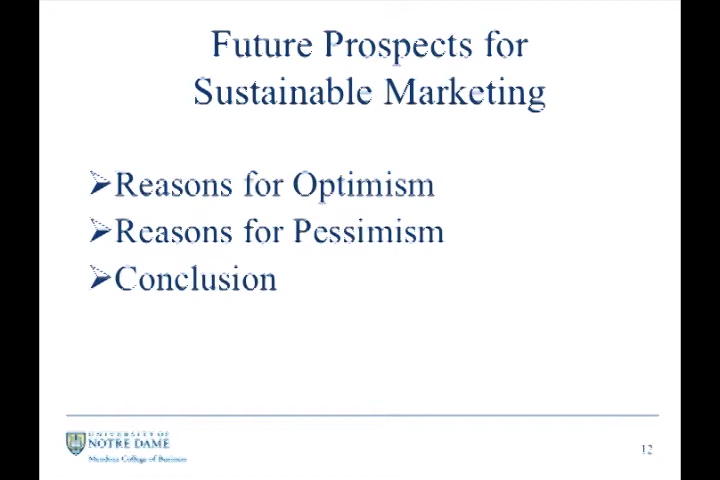 Future Prospects for
Sustainable Marketing
➢Reasons for Optimism
➢Reasons for Pessimism
➢Conclusion
UNIVERSITY OF
NOTRE DAME
Mendoza College of Business
12